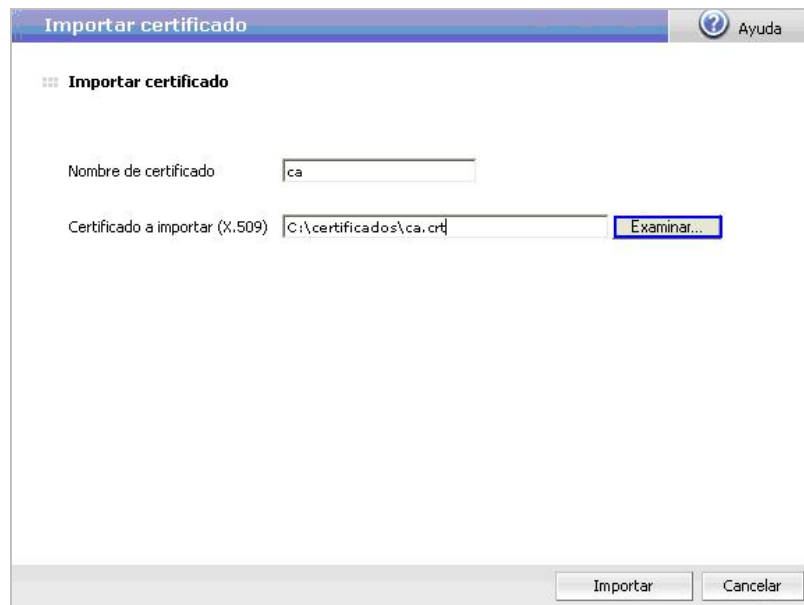 Importar certificado
Ayuda
Importar certificado
Nombre de certificado ca
Certificado a importar (X.509) C:\certificados\ca.crt Examinar...
Importar Cancelar